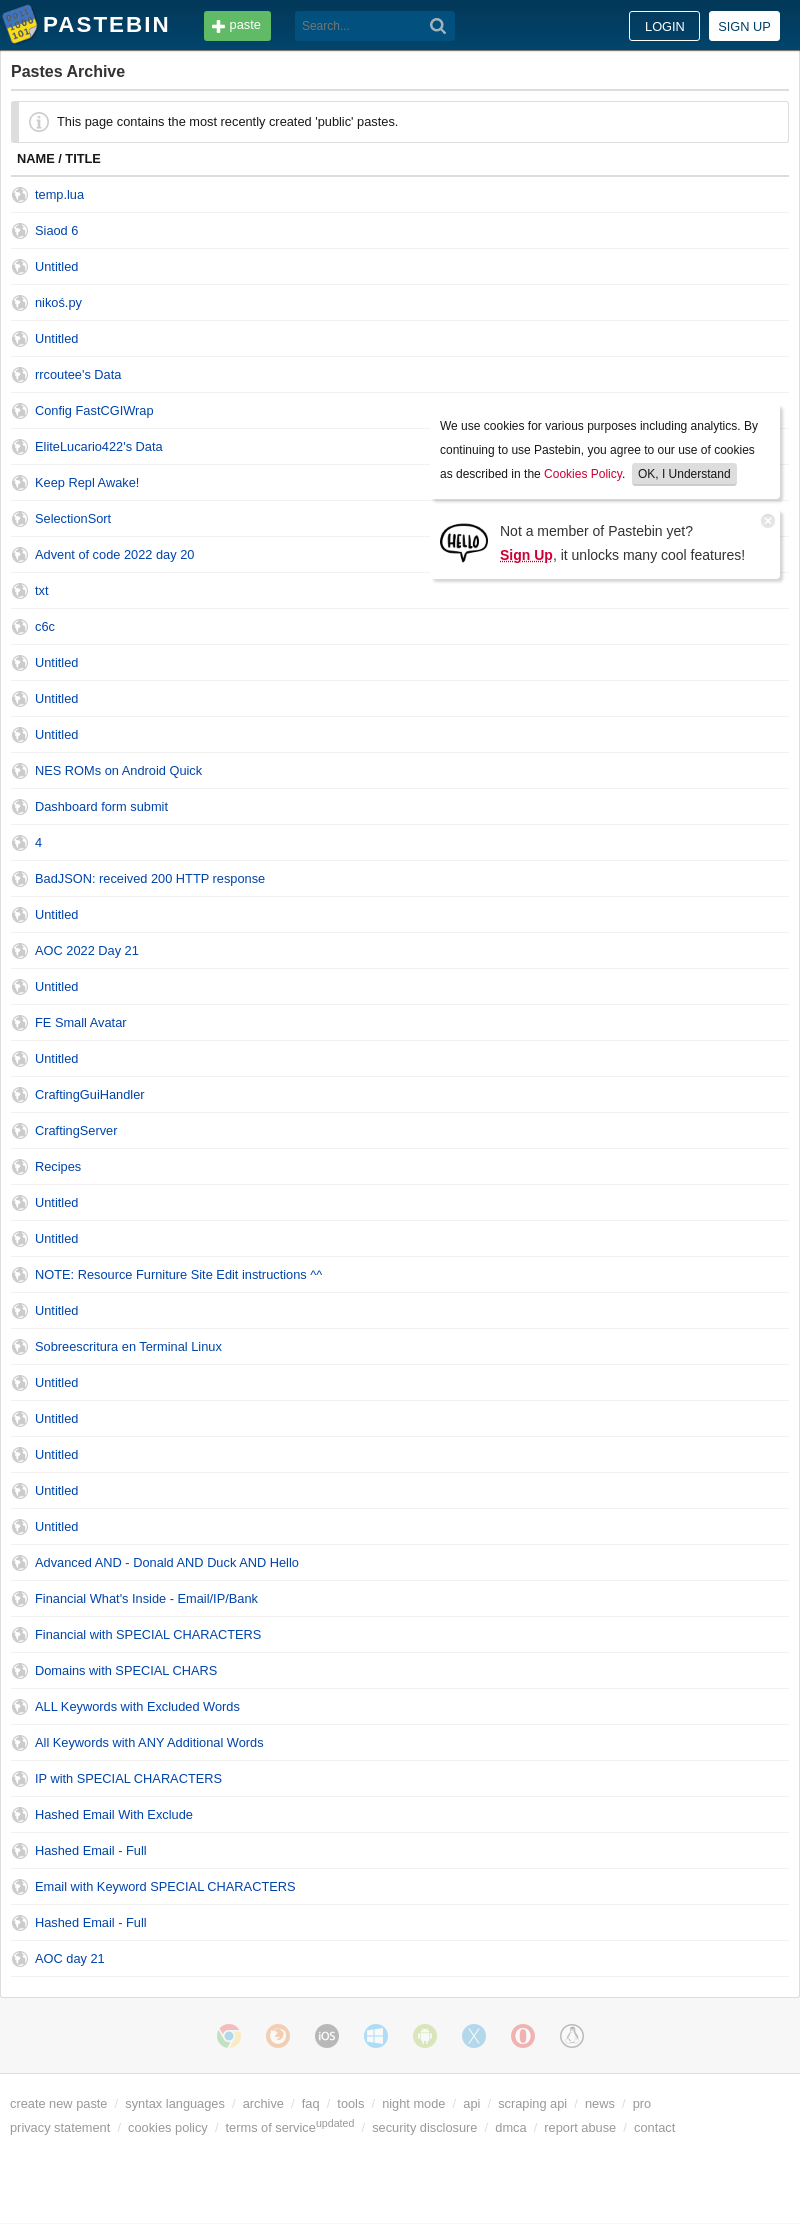 PASTEBIN paste Search... LOGIN SIGN UP
Pastes Archive
This page contains the most recently created 'public' pastes.
NAME / TITLE
temp.lua
Siaod 6
Untitled
nikoś.py
Untitled
rrcoutee's Data
Config FastCGIWrap
EliteLucario422's Data
Keep Repl Awake!
SelectionSort
Advent of code 2022 day 20
We use cookies for various purposes including analytics. By
continuing to use Pastebin, you agree to our use of cookies
as described in the Cookies Policy. OK, I Understand
HELLO
Not a member of Pastebin yet?
Sign Up, it unlocks many cool features!
txt
c6c
Untitled
Untitled
Untitled
NES ROMs on Android Quick
Dashboard form submit
4
BadJSON: received 200 HTTP response
Untitled
AOC 2022 Day 21
Untitled
FE Small Avatar
Untitled
CraftingGuiHandler
CraftingServer
Recipes
Untitled
Untitled
NOTE: Resource Furniture Site Edit instructions ^^
Untitled
Sobreescritura en Terminal Linux
Untitled
Untitled
Untitled
Untitled
Untitled
Advanced AND - Donald AND Duck AND Hello
Financial What's Inside - Email/IP/Bank
Financial with SPECIAL CHARACTERS
Domains with SPECIAL CHARS
ALL Keywords with Excluded Words
All Keywords with ANY Additional Words
IP with SPECIAL CHARACTERS
Hashed Email With Exclude
Hashed Email - Full
Email with Keyword SPECIAL CHARACTERS
Hashed Email - Full
AOC day 21
iOS
create new paste / syntax languages / archive / faq / tools / night mode / api / scraping api / news / pro
privacy statement / cookies policy / terms of serviceupdated / security disclosure / dmca / report abuse / contact